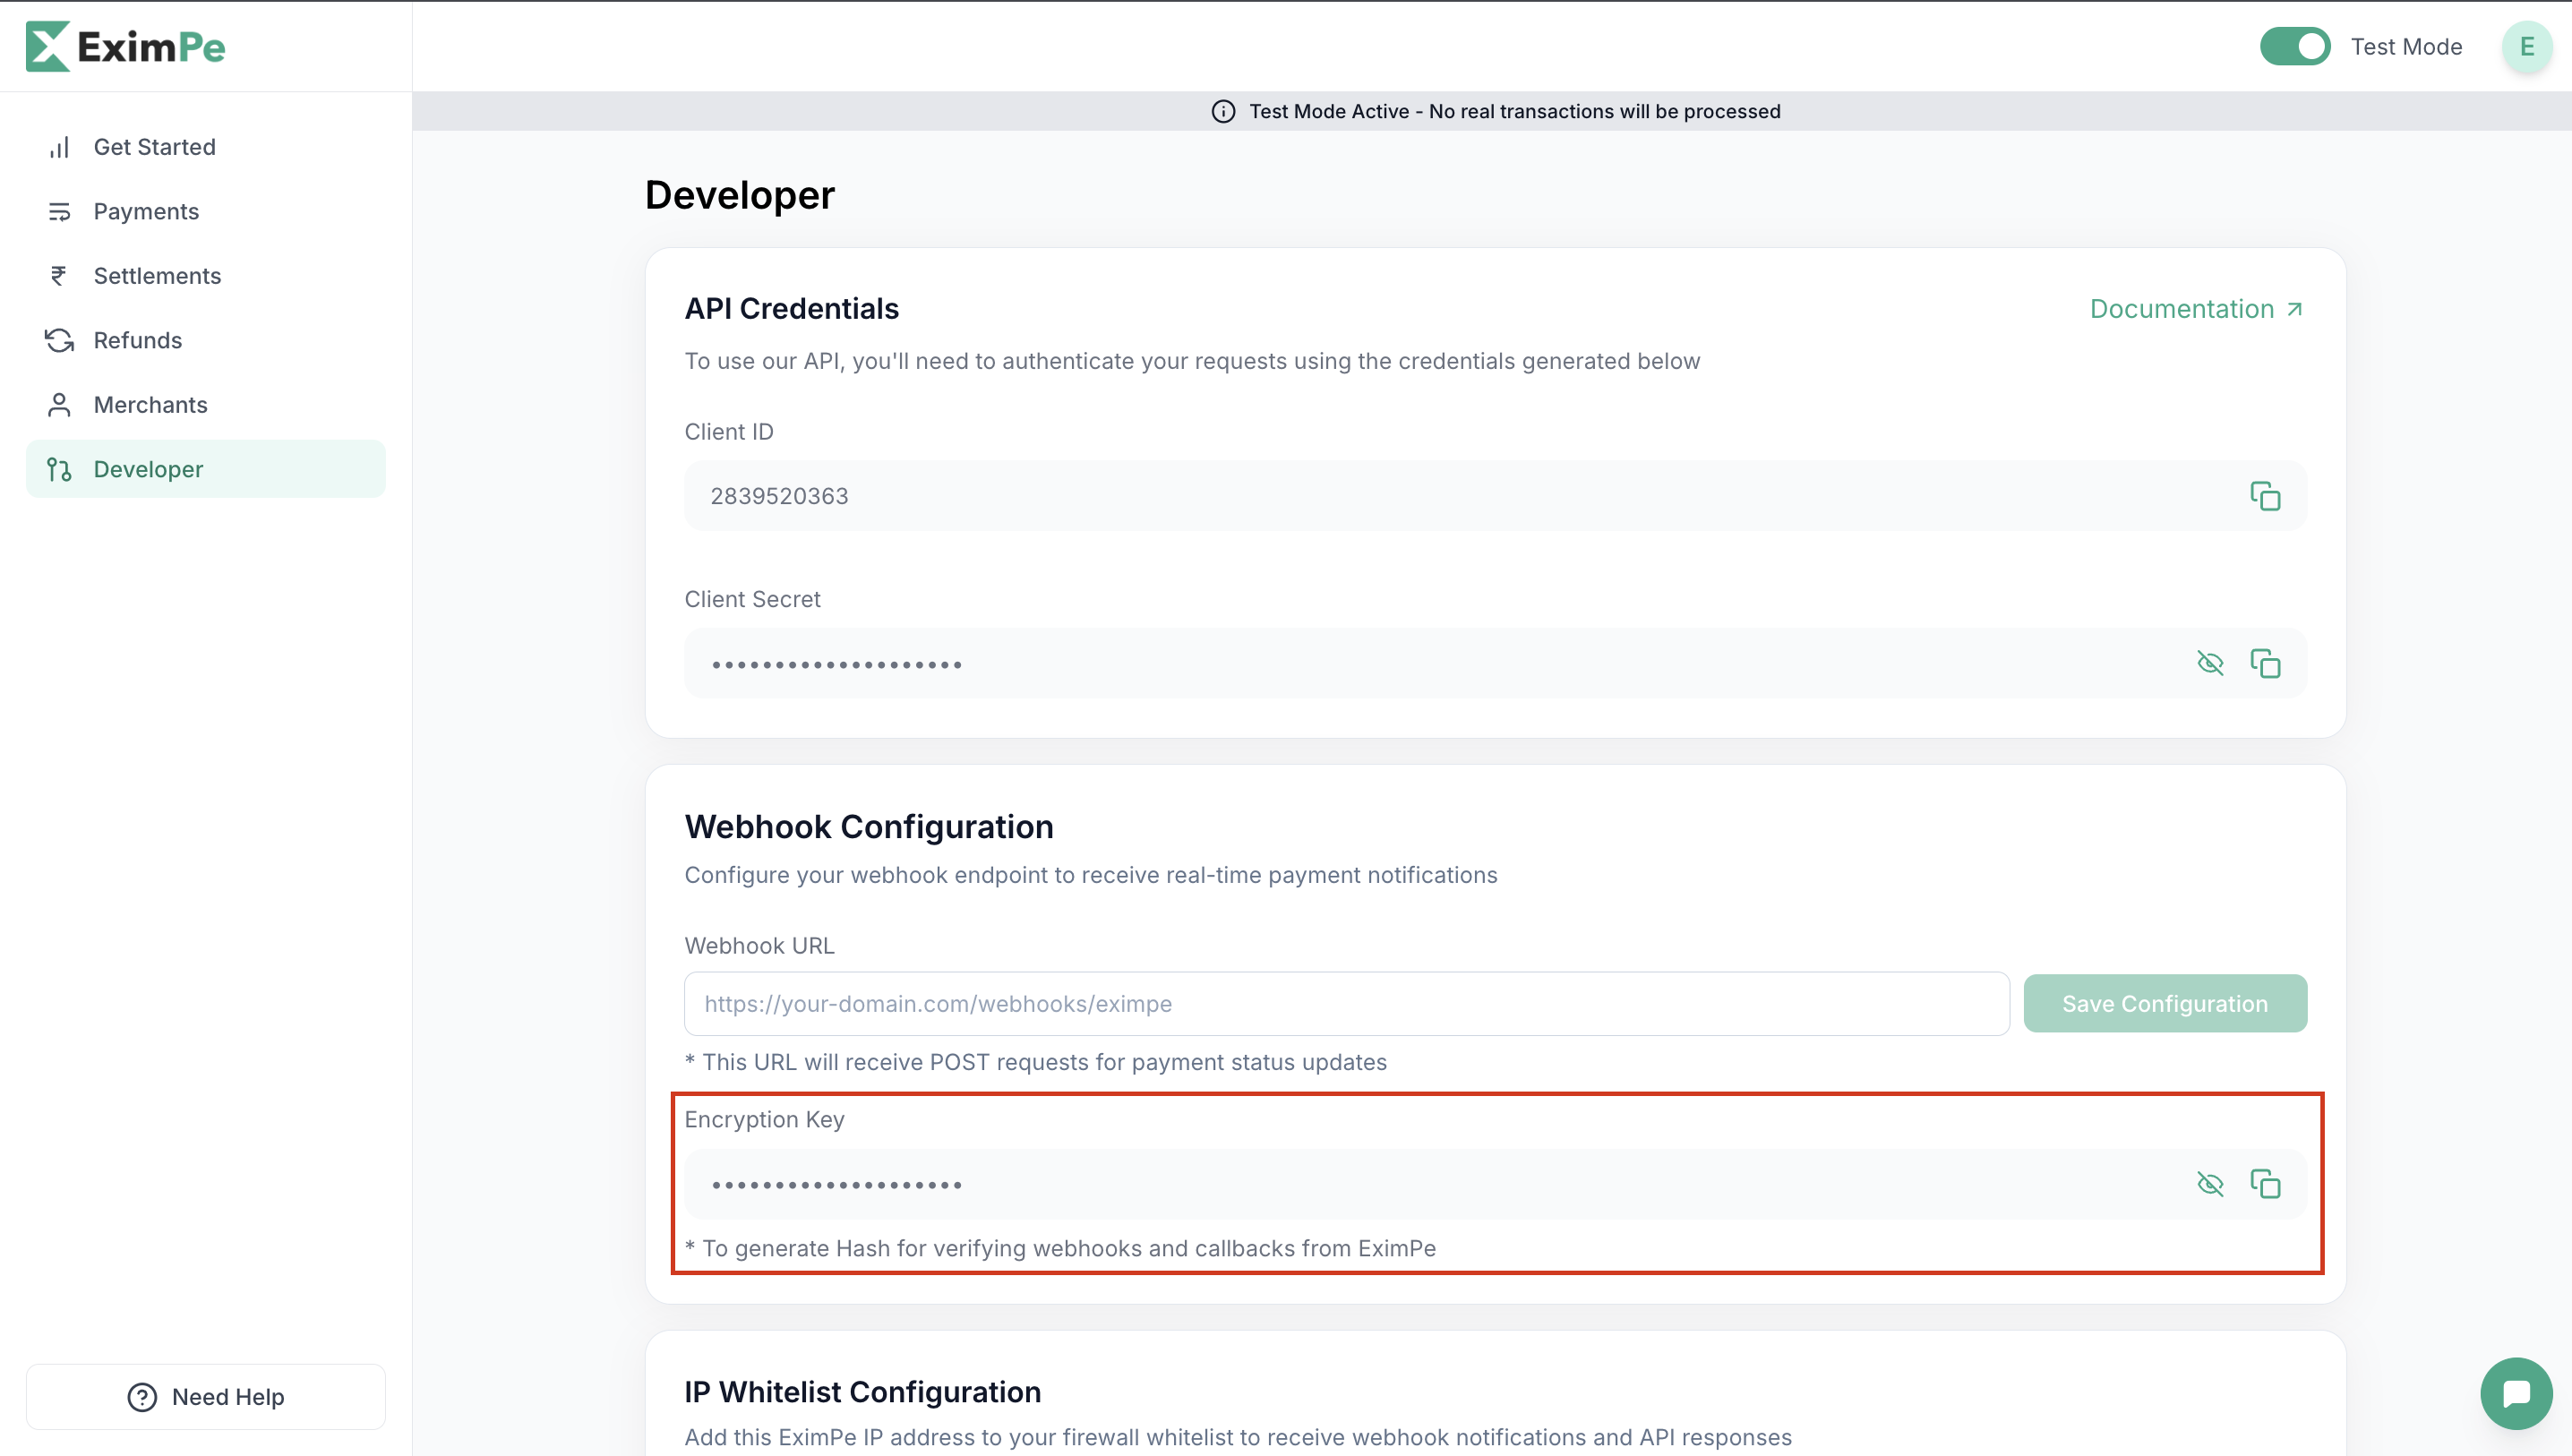 EximPe
Test Mode
E
Test Mode Active - No real transactions will be processed
Get Started
Payments
Settlements
Refunds
Merchants
Developer
Need Help
Developer
API Credentials
Documentation
To use our API, you'll need to authenticate your requests using the credentials generated below
Client ID
2839520363
Client Secret
••••••••••••••••••••
Webhook Configuration
Configure your webhook endpoint to receive real-time payment notifications
Webhook URL
https://your-domain.com/webhooks/eximpe
Save Configuration
* This URL will receive POST requests for payment status updates
Encryption Key
••••••••••••••••••••
* To generate Hash for verifying webhooks and callbacks from EximPe
IP Whitelist Configuration
Add this EximPe IP address to your firewall whitelist to receive webhook notifications and API responses